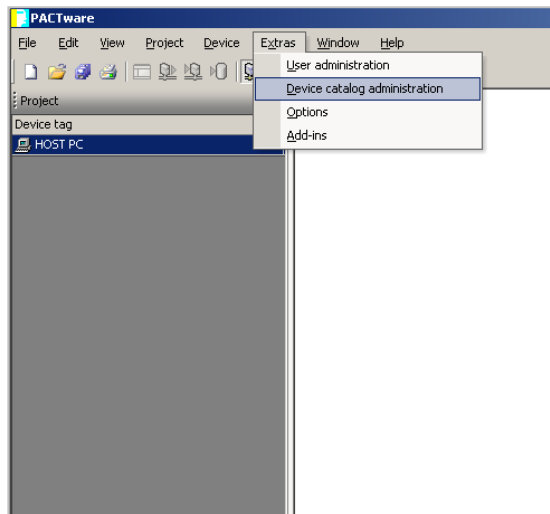 PACTware
File Edit View Project Device Extras Window Help
User administration
Device catalog administration
Options
Add-ins
Project
Device tag
HOST PC